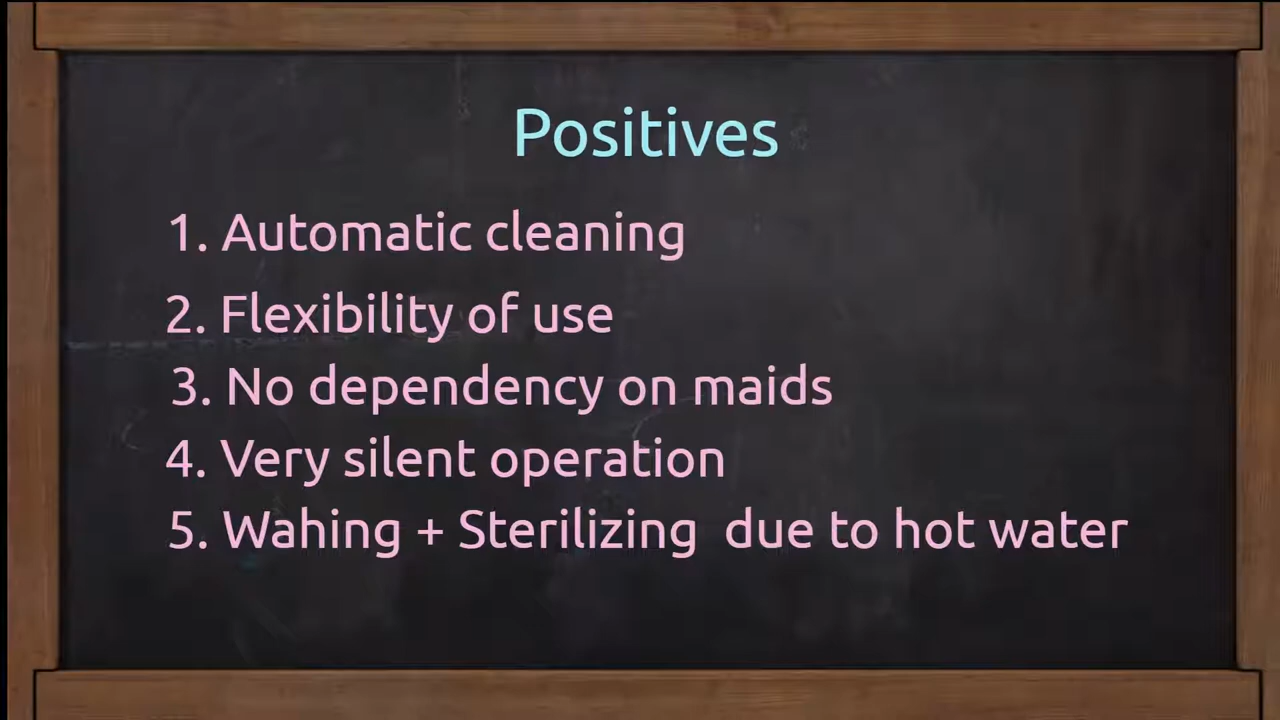 Positives
1. Automatic cleaning
2. Flexibility of use
3. No dependency on maids
4. Very silent operation
5. Wahing + Sterilizing due to hot water